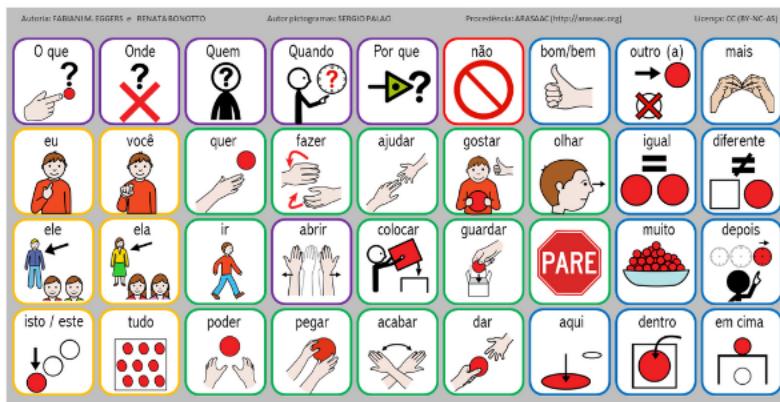 Autoria: FABIANI M. EGGERS e RENATA BONOTTO Autor pictogramas: SERGIO PALAO Procedência: ARASAAC (http://arasaac.org) Licença: CC (BY-NC-AS)
O que Onde Quem Quando Por que não bom/bem outro (a) mais
? ? ? ? ?
eu você quer fazer ajudar gostar olhar igual diferente
= ≠
ele ela ir abrir colocar guardar muito depois
PARE
isto / este tudo poder pegar acabar dar aqui dentro em cima